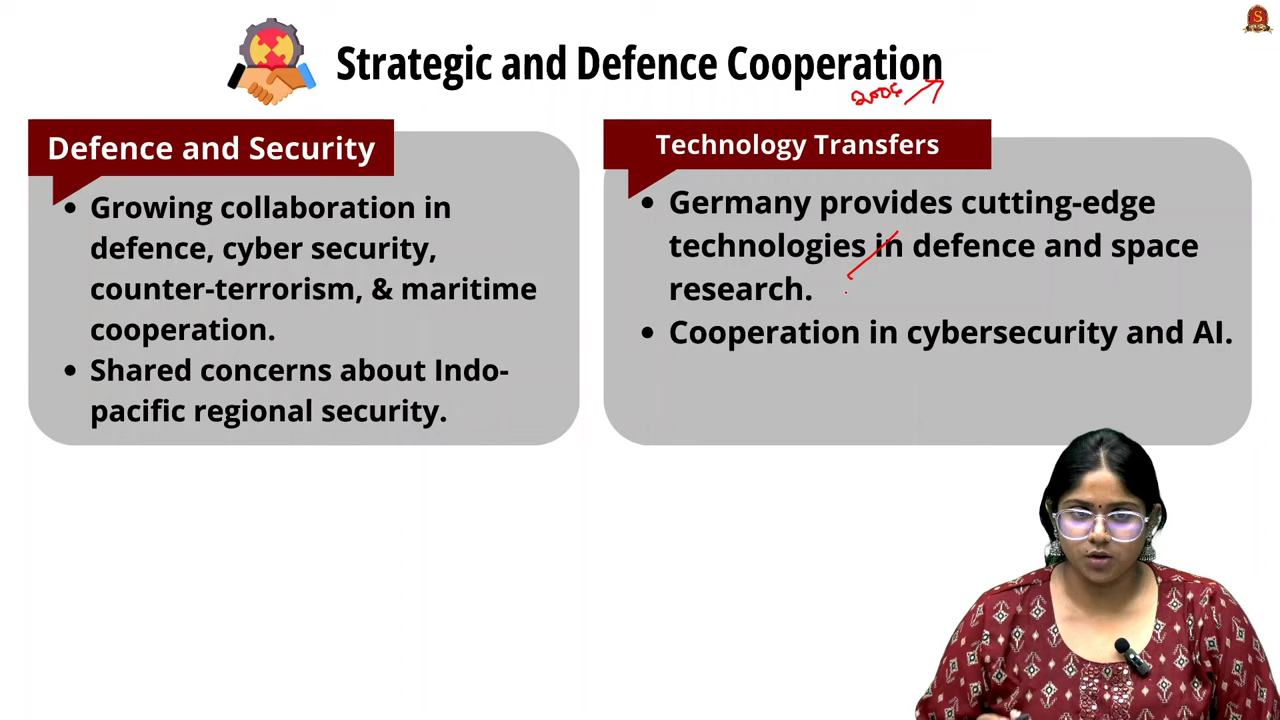 Strategic and Defence Cooperation
2006
Defence and Security
• Growing collaboration in
defence, cyber security,
counter-terrorism, & maritime
cooperation.
• Shared concerns about Indo-
pacific regional security.
Technology Transfers
• Germany provides cutting-edge
technologies in defence and space
research.
• Cooperation in cybersecurity and AI.